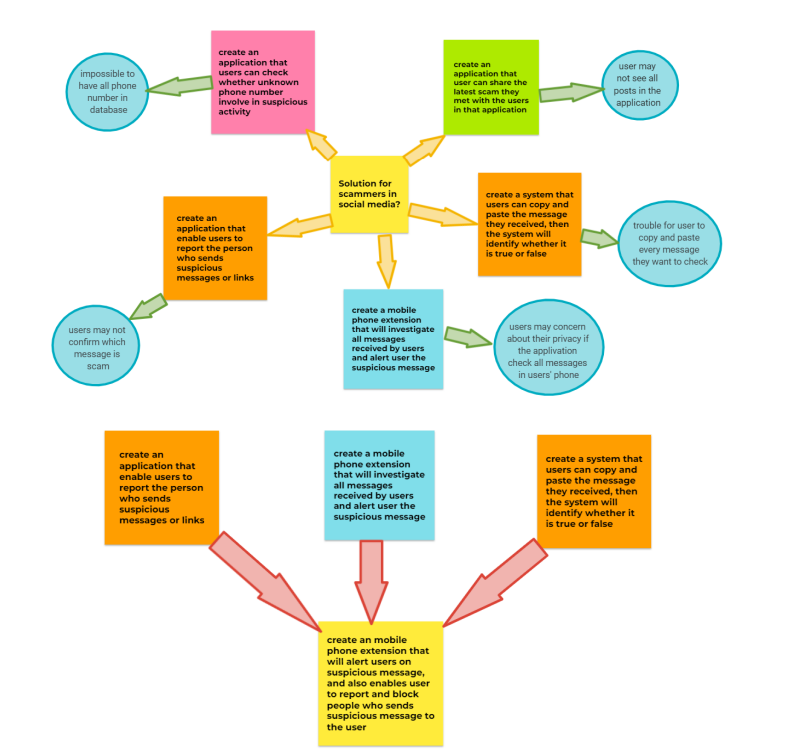 create an
application that
users can check
whether unknown
phone number
involve in suspicious
activity
impossible to
have all phone
number in
database
create an
application that
user can share the
latest scam they
met with the users
in that application
user may
not see all
posts in the
application
Solution for
scammers in
social media?
create an
application that
enable users to
report the person
who sends
suspicious
messages or links
create a system that
users can copy and
paste the message
they received, then
the system will
identify whether it
is true or false
trouble for user to
copy and paste
every message
they want to check
users may not
confirm which
message is
scam
create a mobile
phone extension
that will investigate
all messages
received by users
and alert user the
suspicious message
users may concern
about their privacy if
the applivation
check all messages
in users' phone
create an
application that
enable users to
report the person
who sends
suspicious
messages or links
create a mobile
phone extension
that will investigate
all messages
received by users
and alert user the
suspicious message
create a system that
users can copy and
paste the message
they received, then
the system will
identify whether it
is true or false
create an mobile
phone extension that
will alert users on
suspicious message,
and also enables user
to report and block
people who sends
suspicious message to
the user